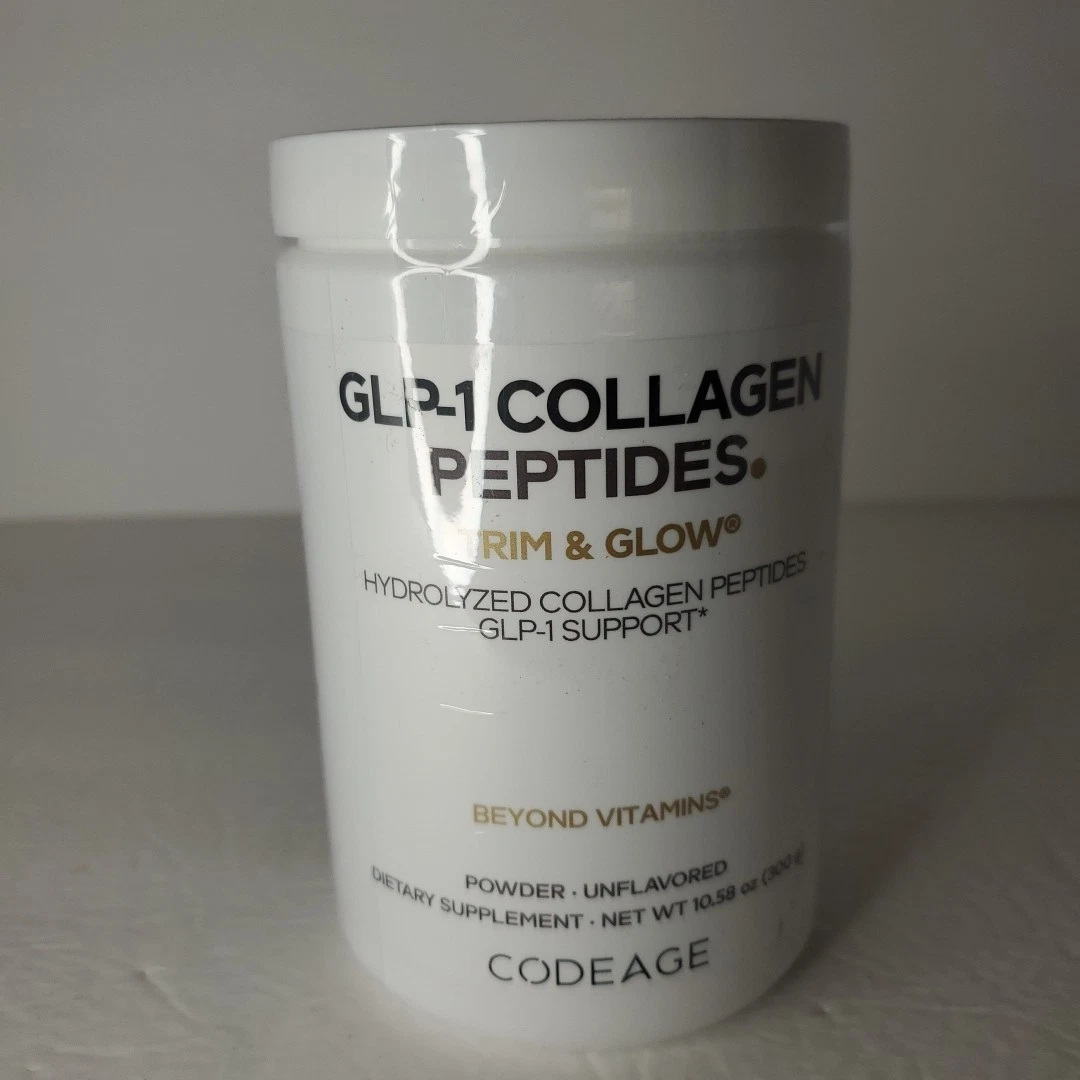 GLP-1 COLLAGEN
PEPTIDES.
TRIM & GLOW®
HYDROLYZED COLLAGEN PEPTIDES
GLP-1 SUPPORT*
BEYOND VITAMINS®
POWDER · UNFLAVORED
DIETARY SUPPLEMENT · NET WT 10.58 oz (300 g)
CODEAGE